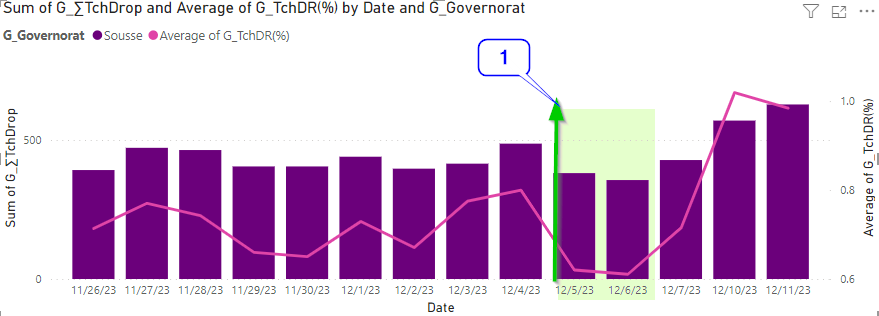 Sum of G_∑TchDrop and Average of G_TchDR(%) by Date and G_Governorat
G_Governorat Sousse Average of G_TchDR(%)
1
Sum of G_∑TchDrop
500
0
1.0
0.8
0.6
Average of G_TchDR(%)
11/26/23 11/27/23 11/28/23 11/29/23 11/30/23 12/1/23 12/2/23 12/3/23 12/4/23 12/5/23 12/6/23 12/7/23 12/10/23 12/11/23
Date